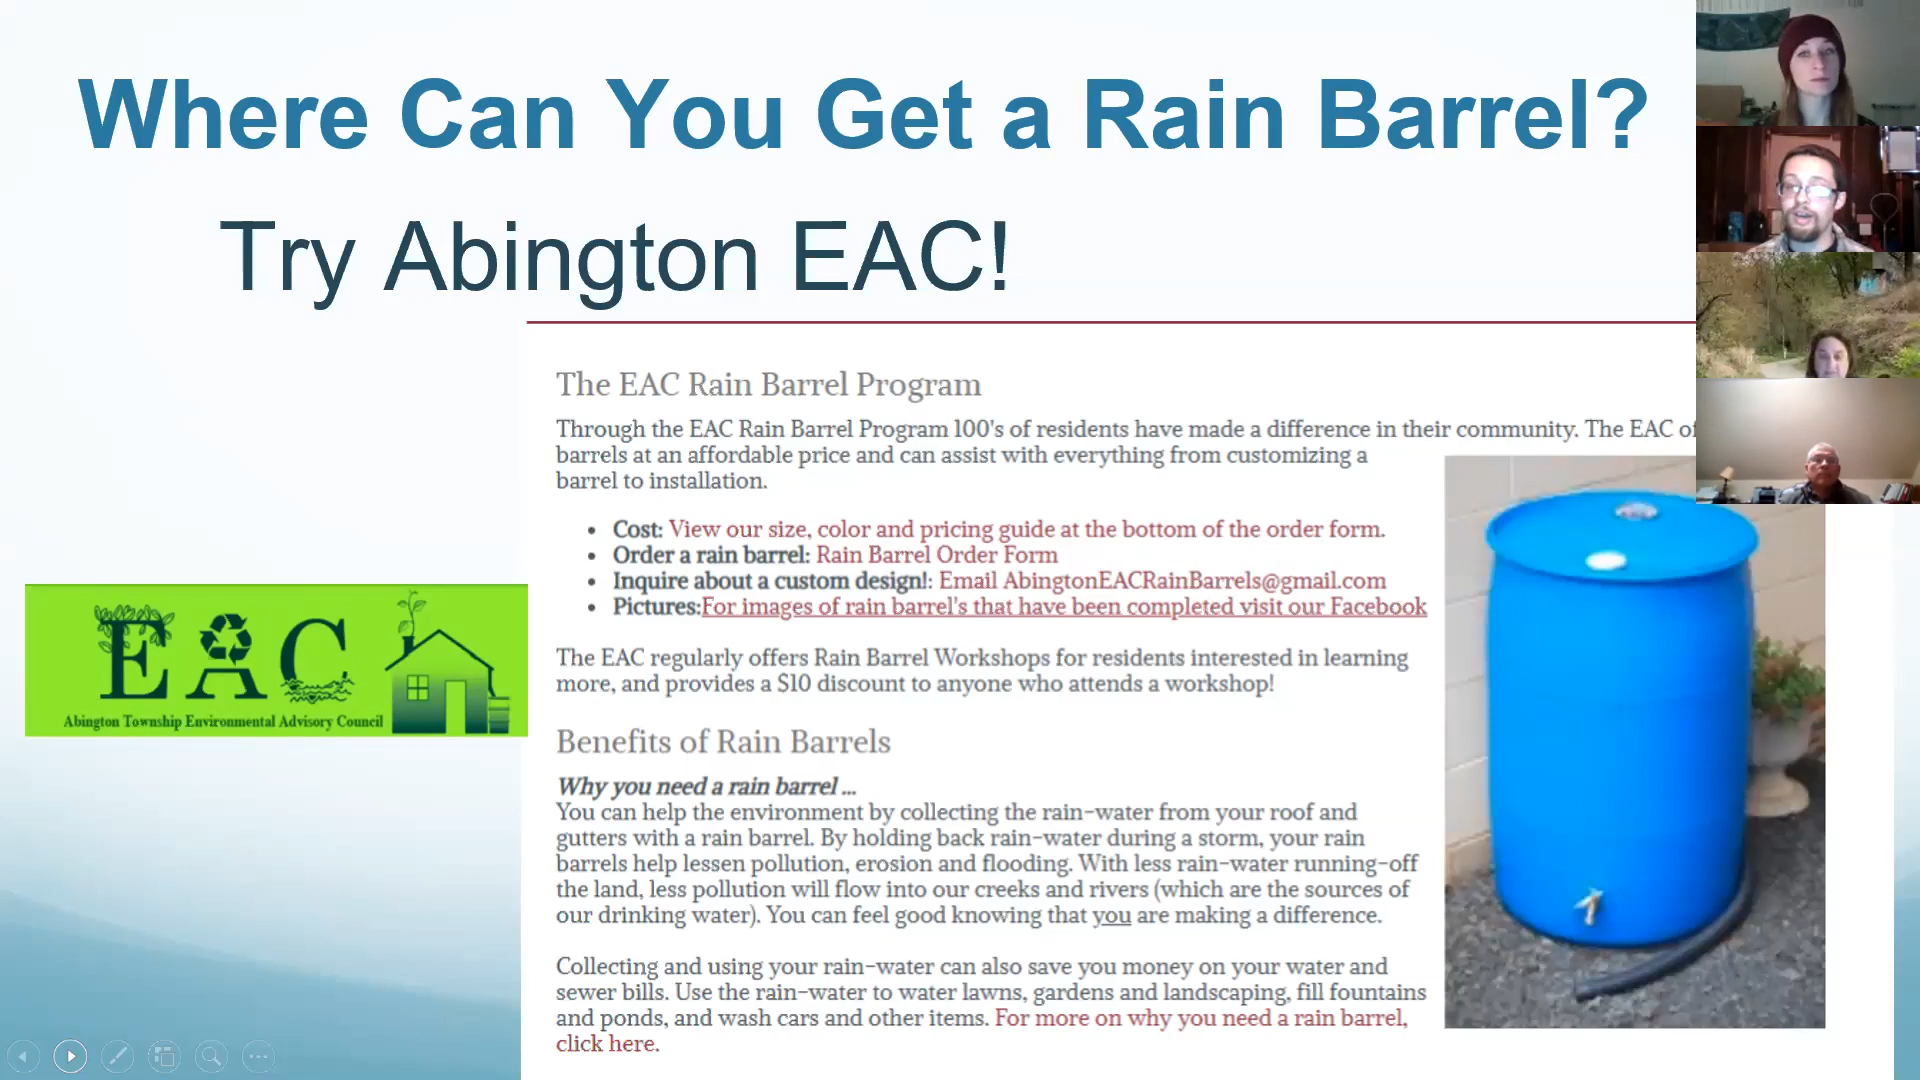 Where Can You Get a Rain Barrel?
Try Abington EAC!
The EAC Rain Barrel Program
Through the EAC Rain Barrel Program 100's of residents have made a difference in their community. The EAC
barrels at an affordable price and can assist with everything from customizing a
barrel to installation.
• Cost: View our size, color and pricing guide at the bottom of the order form.
• Order a rain barrel: Rain Barrel Order Form
• Inquire about a custom design!: Email AbingtonEACRainBarrels@gmail.com
• Pictures:For images of rain barrel's that have been completed visit our Facebook
The EAC regularly offers Rain Barrel Workshops for residents interested in learning
more, and provides a $10 discount to anyone who attends a workshop!
EAC
Abington Township Environmental Advisory Council
Benefits of Rain Barrels
Why you need a rain barrel ...
You can help the environment by collecting the rain-water from your roof and
gutters with a rain barrel. By holding back rain-water during a storm, your rain
barrels help lessen pollution, erosion and flooding. With less rain-water running-off
the land, less pollution will flow into our creeks and rivers (which are the sources of
our drinking water). You can feel good knowing that you are making a difference.
Collecting and using your rain-water can also save you money on your water and
sewer bills. Use the rain-water to water lawns, gardens and landscaping, fill fountains
and ponds, and wash cars and other items. For more on why you need a rain barrel,
click here.